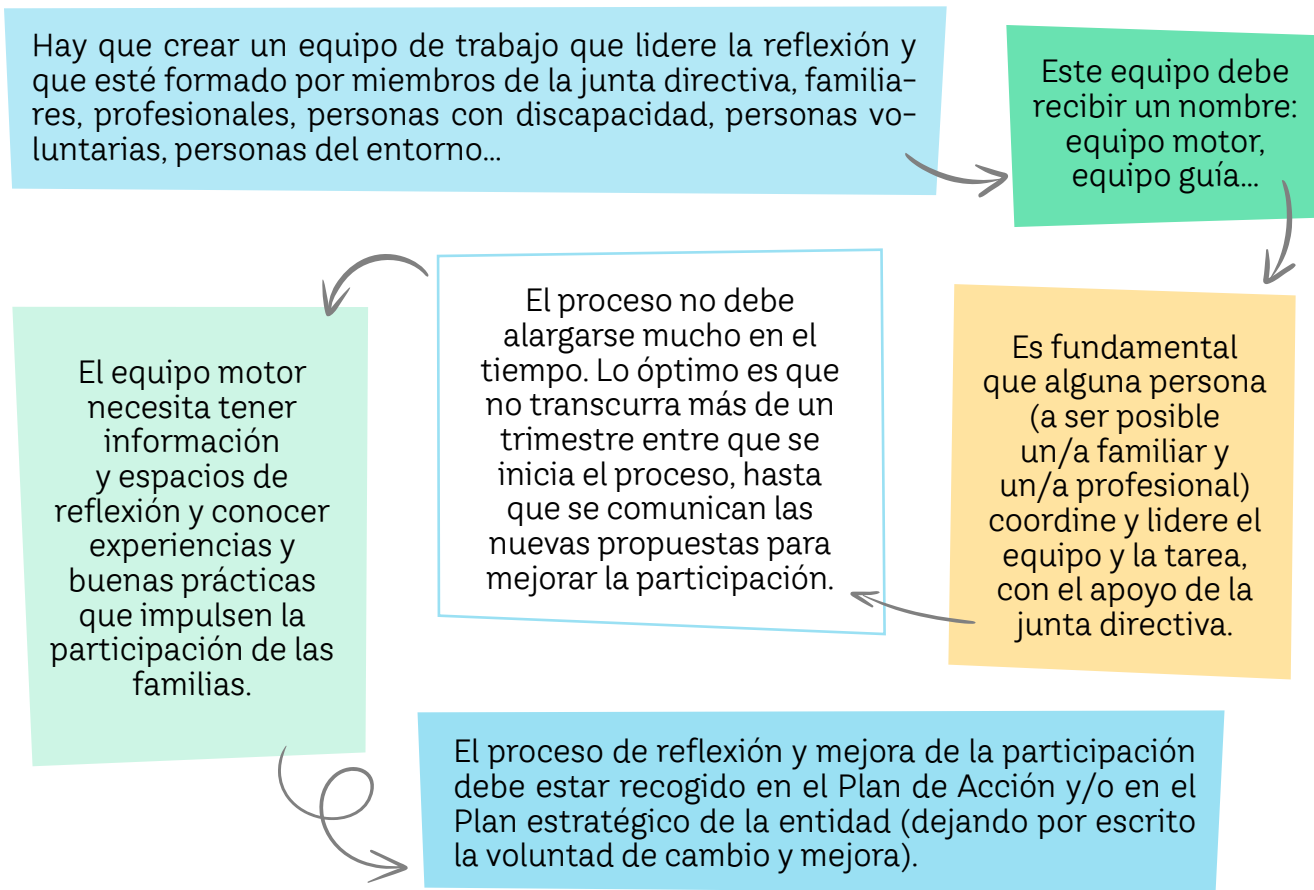 Hay que crear un equipo de trabajo que lidere la reflexión y
que esté formado por miembros de la junta directiva, familia-
res, profesionales, personas con discapacidad, personas vo-
luntarias, personas del entorno...
Este equipo debe
recibir un nombre:
equipo motor,
equipo guía...
Es fundamental
que alguna persona
(a ser posible
un/a familiar y
un/a profesional)
coordine y lidere el
equipo y la tarea,
con el apoyo de la
junta directiva.
El proceso no debe
alargarse mucho en el
tiempo. Lo óptimo es que
no transcurra más de un
trimestre entre que se
inicia el proceso, hasta
que se comunican las
nuevas propuestas para
mejorar la participación.
El equipo motor
necesita tener
información
y espacios de
reflexión y conocer
experiencias y
buenas prácticas
que impulsen la
participación de las
familias.
El proceso de reflexión y mejora de la participación
debe estar recogido en el Plan de Acción y/o en el
Plan estratégico de la entidad (dejando por escrito
la voluntad de cambio y mejora).